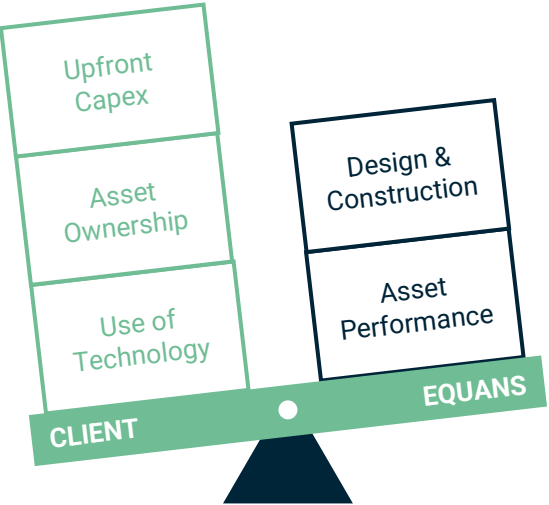 Upfront
Capex
Asset
Ownership
Use of
Technology
Design &
Construction
Asset
Performance
CLIENT
EQUANS